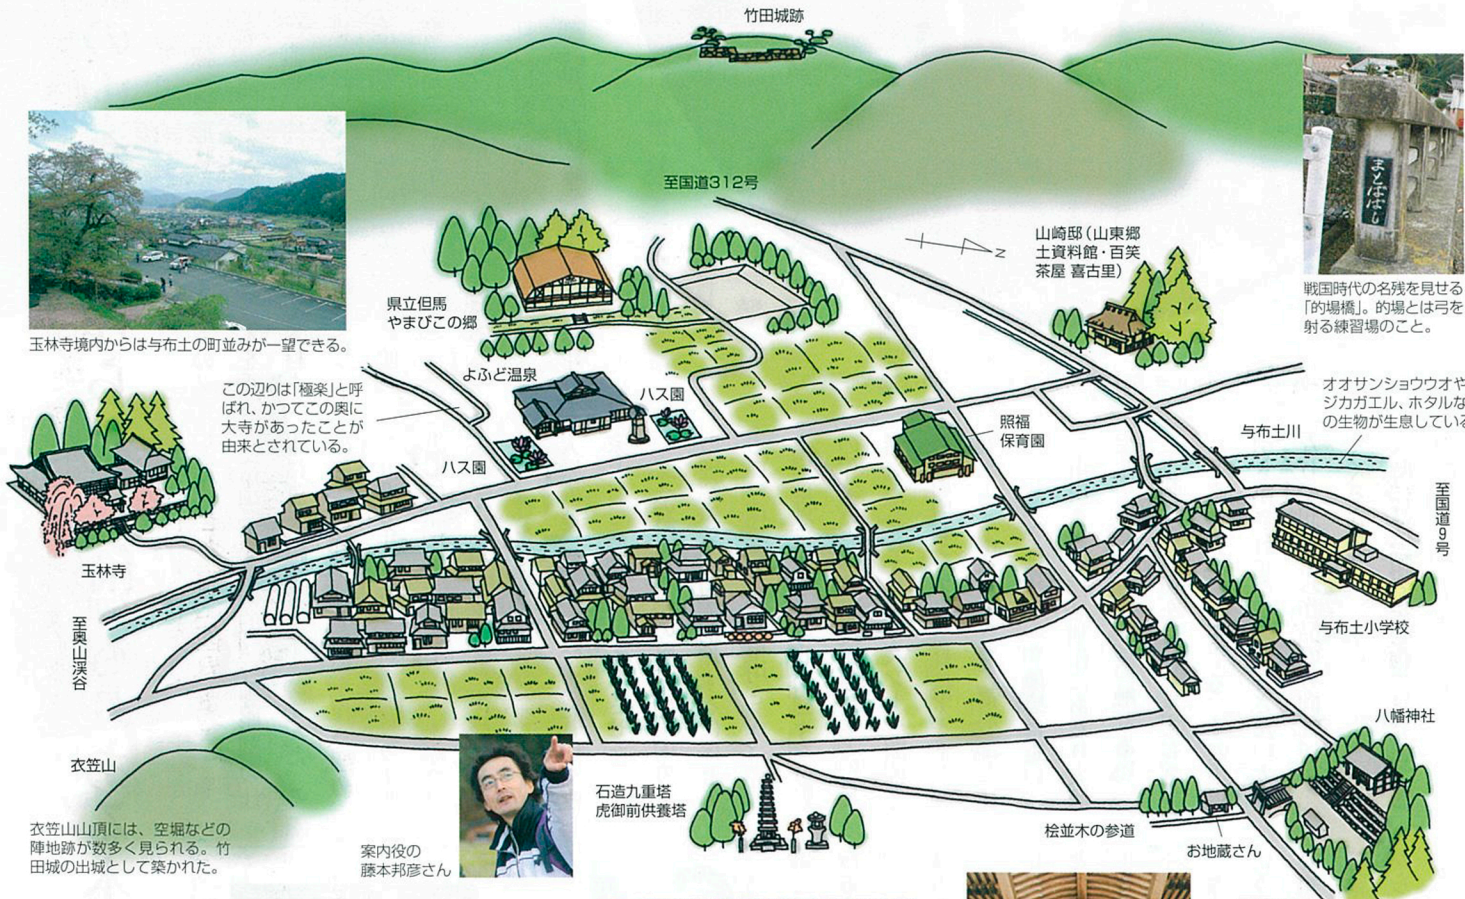 竹田城跡
至国道312号
山崎邸(山東郷
土資料館・百笑
茶屋 喜古里)
まとばばし
戦国時代の名残を見せる
「的場橋」。的場とは弓を
射る練習場のこと。
県立但馬
やまびこの郷
玉林寺境内からは与布土の町並みが一望できる。
N
よふど温泉
ハス園
この辺りは「極楽」と呼
ばれ、かつてこの奥に
大寺があったことが
由来とされている。
ハス園
照福
保育園
オオサンショウウオや
ジカガエル、ホタルな
の生物が生息している
与布土川
至国道9号
玉林寺
至奥山渓谷
与布土小学校
八幡神社
衣笠山
衣笠山山頂には、空堀などの
陣地跡が数多く見られる。竹
田城の出城として築かれた。
案内役の
藤本邦彦さん
石造九重塔
虎御前供養塔
桧並木の参道
お地蔵さん